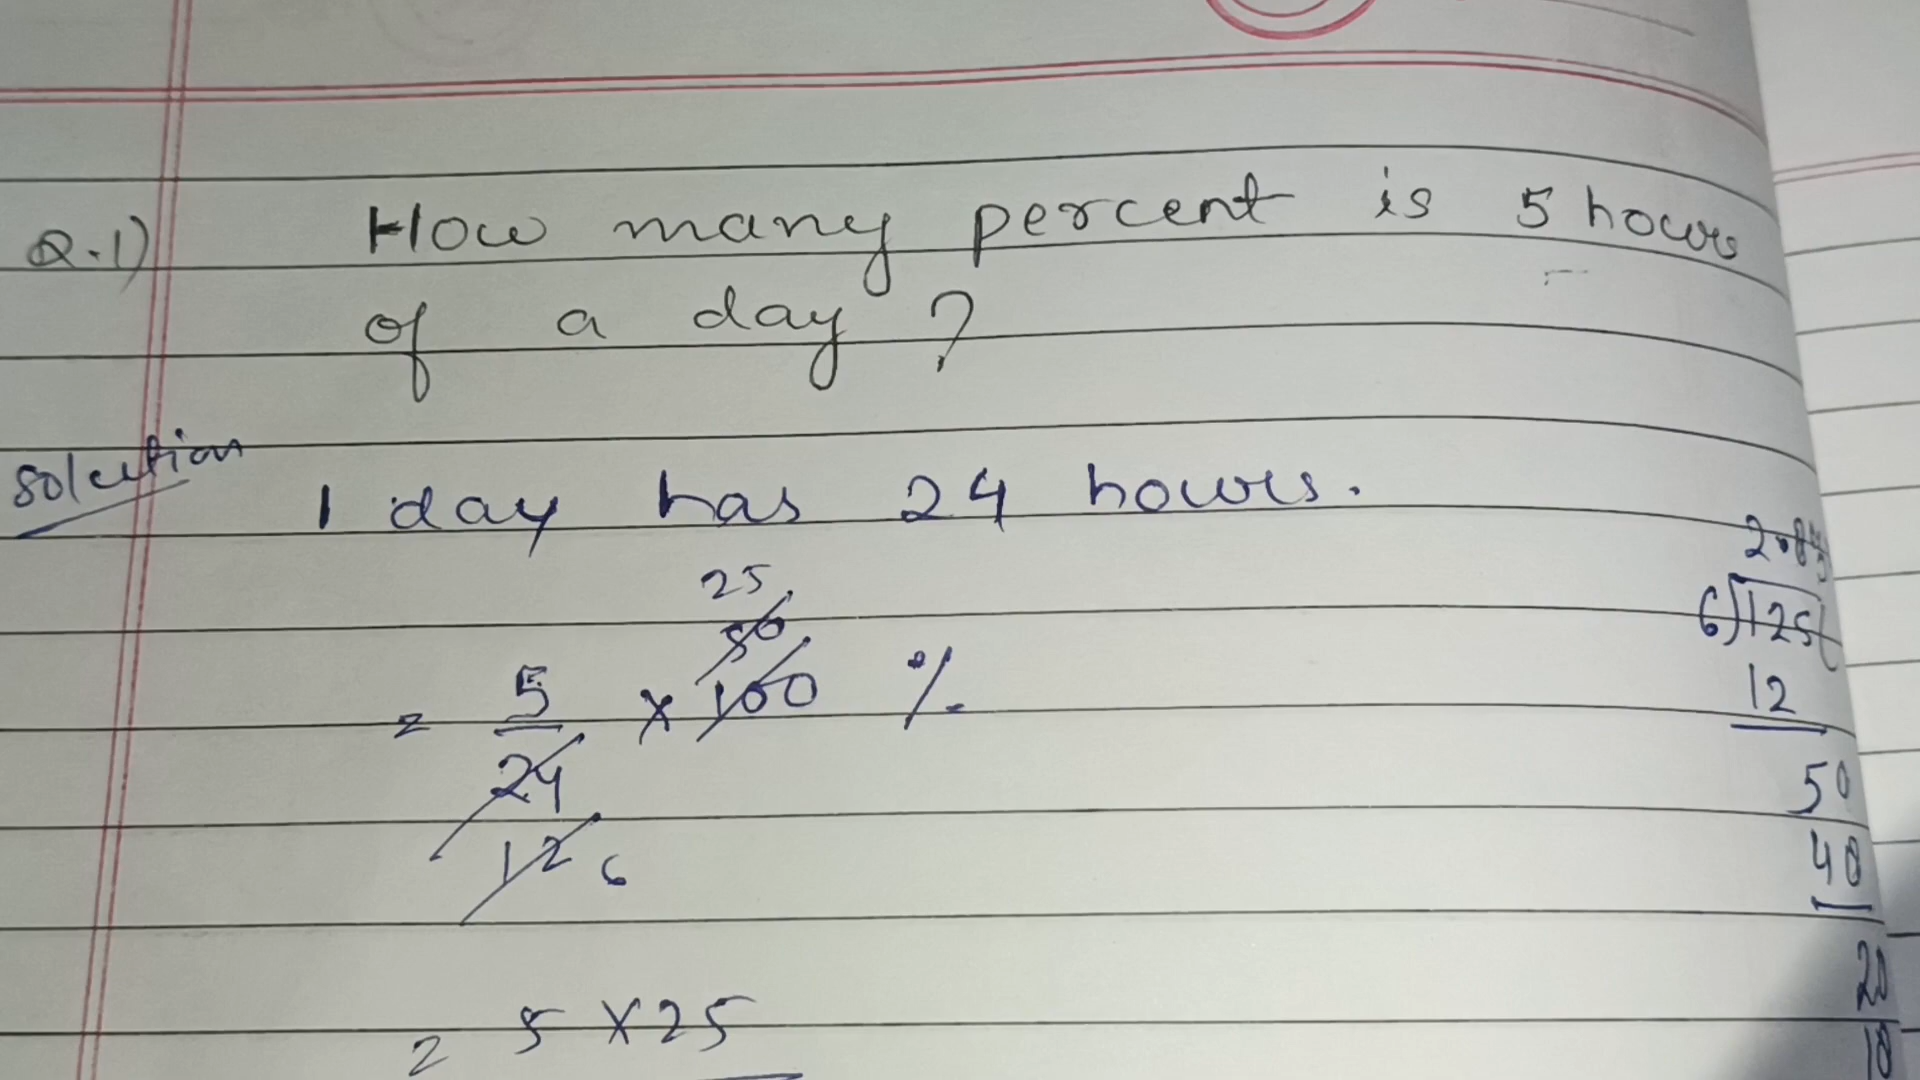 Q.1) How many percent is 5 hours
of a day ?
Solution
1 day has 24 hours.
25
50
= 5 × 100 %
24
12 6
= 5 × 25
2.83
6)125(
12
50
48
20
18